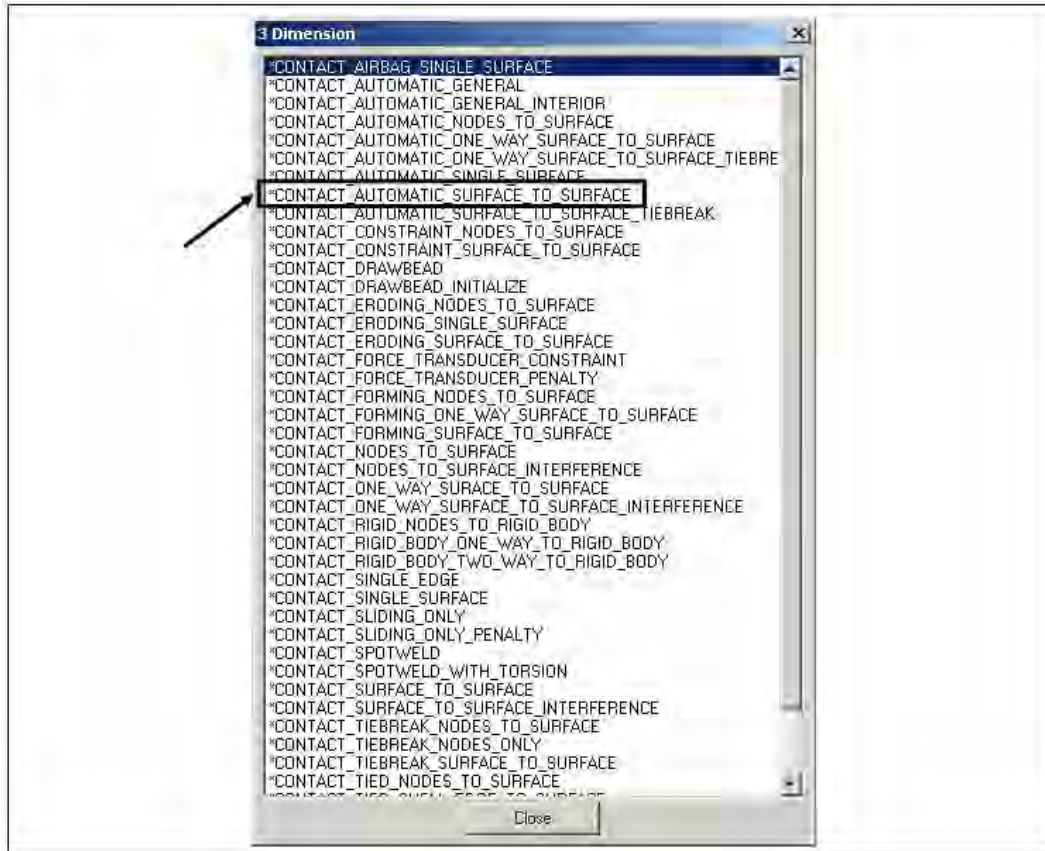 3 Dimension
*CONTACT_AIRBAG_SINGLE_SURFACE
*CONTACT_AUTOMATIC_GENERAL
*CONTACT_AUTOMATIC_GENERAL_INTERIOR
*CONTACT_AUTOMATIC_NODES_TO_SURFACE
*CONTACT_AUTOMATIC_ONE_WAY_SURFACE_TO_SURFACE
*CONTACT_AUTOMATIC_ONE_WAY_SURFACE_TO_SURFACE_TIEBRE
*CONTACT_AUTOMATIC_SINGLE_SURFACE
*CONTACT_AUTOMATIC_SURFACE_TO_SURFACE
*CONTACT_AUTOMATIC_SURFACE_TO_SURFACE_TIEBREAK
*CONTACT_CONSTRAINT_NODES_TO_SURFACE
*CONTACT_CONSTRAINT_SURFACE_TO_SURFACE
*CONTACT_DRAWBEAD
*CONTACT_DRAWBEAD_INITIALIZE
*CONTACT_ERODING_NODES_TO_SURFACE
*CONTACT_ERODING_SINGLE_SURFACE
*CONTACT_ERODING_SURFACE_TO_SURFACE
*CONTACT_FORCE_TRANSDUCER_CONSTRAINT
*CONTACT_FORCE_TRANSDUCER_PENALTY
*CONTACT_FORMING_NODES_TO_SURFACE
*CONTACT_FORMING_ONE_WAY_SURFACE_TO_SURFACE
*CONTACT_FORMING_SURFACE_TO_SURFACE
*CONTACT_NODES_TO_SURFACE
*CONTACT_NODES_TO_SURFACE_INTERFERENCE
*CONTACT_ONE_WAY_SURACE_TO_SURFACE
*CONTACT_ONE_WAY_SURFACE_TO_SURFACE_INTERFERENCE
*CONTACT_RIGID_NODES_TO_RIGID_BODY
*CONTACT_RIGID_BODY_ONE_WAY_TO_RIGID_BODY
*CONTACT_RIGID_BODY_TWO_WAY_TO_RIGID_BODY
*CONTACT_SINGLE_EDGE
*CONTACT_SINGLE_SURFACE
*CONTACT_SLIDING_ONLY
*CONTACT_SLIDING_ONLY_PENALTY
*CONTACT_SPOTWELD
*CONTACT_SPOTWELD_WITH_TORSION
*CONTACT_SURFACE_TO_SURFACE
*CONTACT_SURFACE_TO_SURFACE_INTERFERENCE
*CONTACT_TIEBREAK_NODES_TO_SURFACE
*CONTACT_TIEBREAK_NODES_ONLY
*CONTACT_TIEBREAK_SURFACE_TO_SURFACE
*CONTACT_TIED_NODES_TO_SURFACE
*CONTACT_TIED_SHELL_EDGE_TO_SURFACE
Close